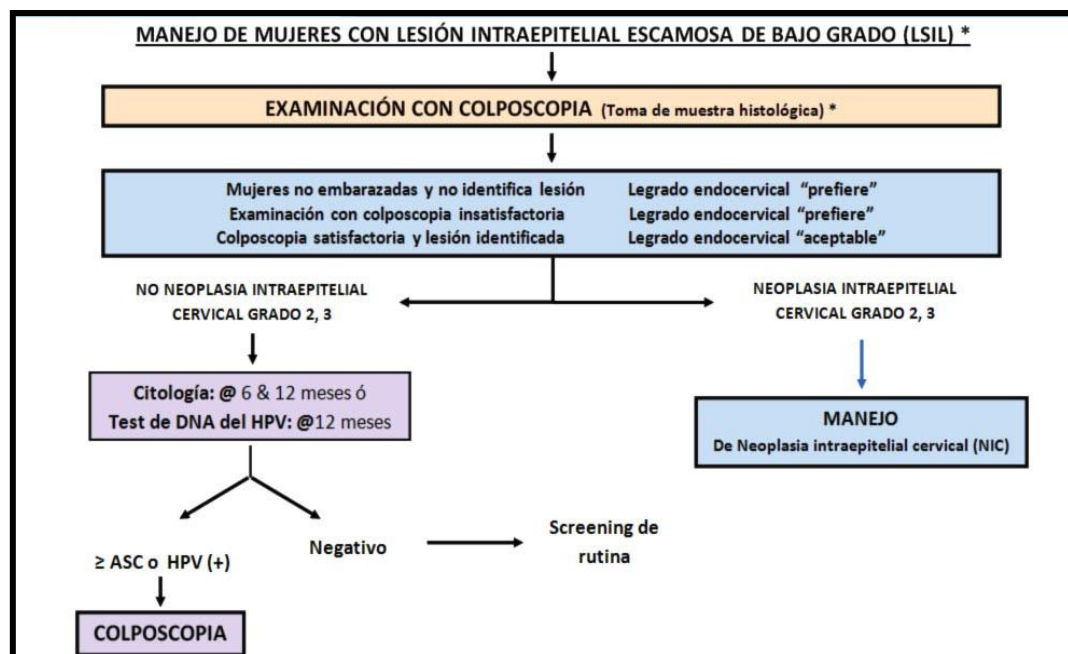 MANEJO DE MUJERES CON LESIÓN INTRAEPITELIAL ESCAMOSA DE BAJO GRADO (LSIL) *
EXAMINACIÓN CON COLPOSCOPIA (Toma de muestra histológica) *
Mujeres no embarazadas y no identifica lesión Legrado endocervical “prefiere”
Examinación con colposcopia insatisfactoria Legrado endocervical “prefiere”
Colposcopia satisfactoria y lesión identificada Legrado endocervical “aceptable”
NO NEOPLASIA INTRAEPITELIAL
CERVICAL GRADO 2, 3
NEOPLASIA INTRAEPITELIAL
CERVICAL GRADO 2, 3
Citología: @ 6 & 12 meses ó
Test de DNA del HPV: @12 meses
MANEJO
De Neoplasia intraepitelial cervical (NIC)
≥ ASC o HPV (+)
Negativo
Screening de
rutina
COLPOSCOPIA